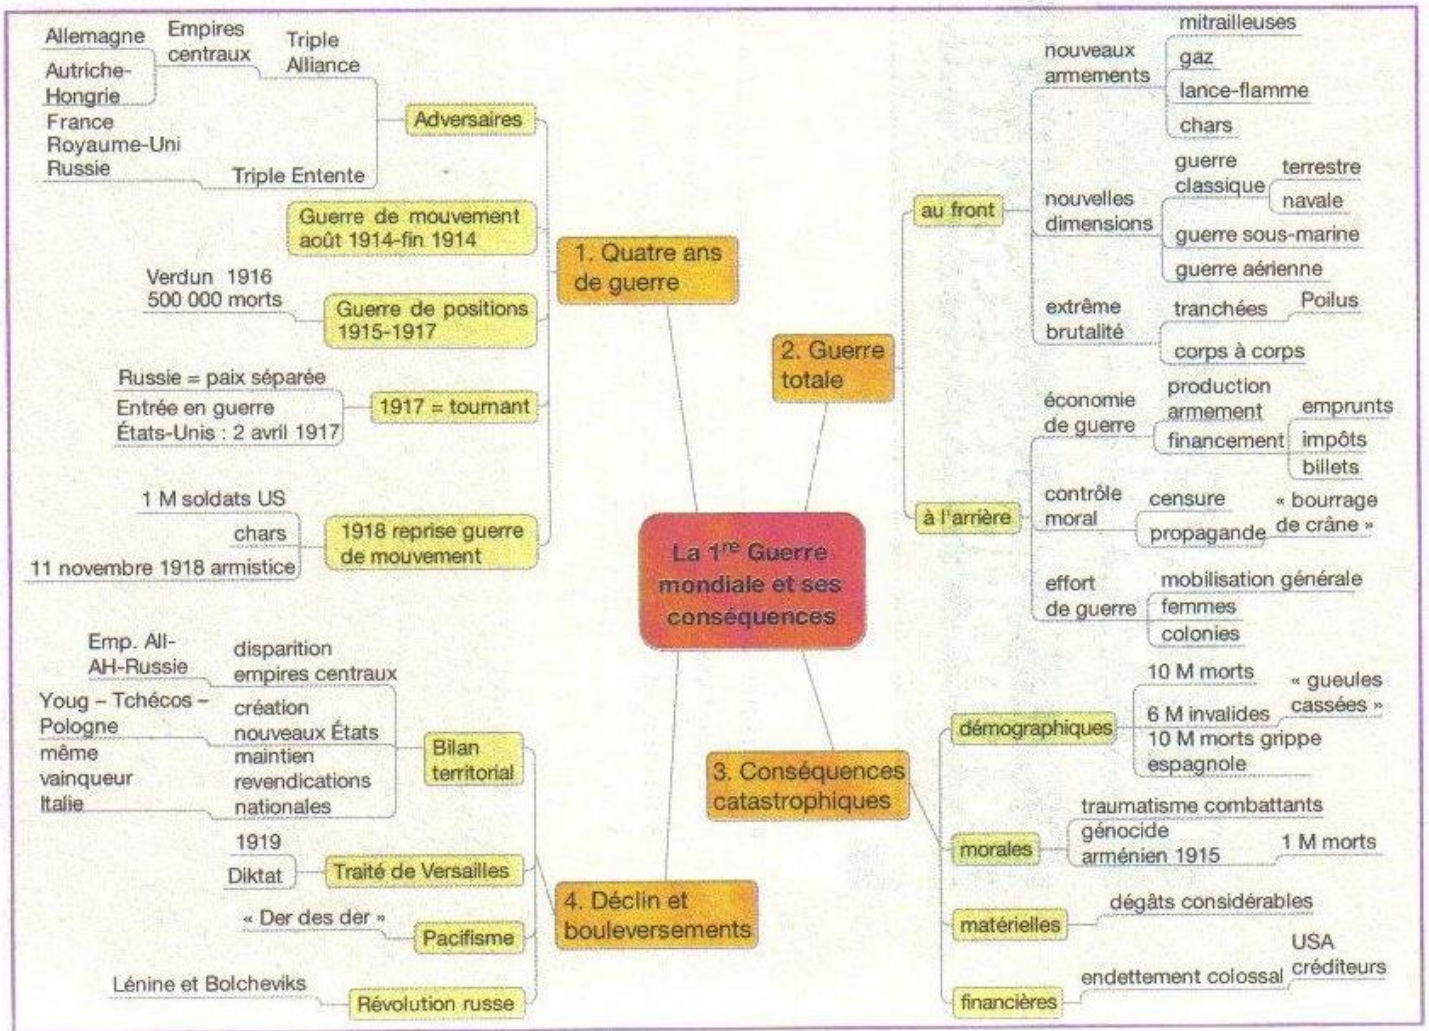 La 1re Guerre
mondiale et ses
conséquences
1. Quatre ans
de guerre
Adversaires
Triple
Alliance
Empires
centraux
Allemagne
Autriche-
Hongrie
Triple Entente
France
Royaume-Uni
Russie
Guerre de mouvement
août 1914-fin 1914
Guerre de positions
1915-1917
Verdun 1916
500 000 morts
1917 = tournant
Russie = paix séparée
Entrée en guerre
États-Unis : 2 avril 1917
1918 reprise guerre
de mouvement
1 M soldats US
chars
11 novembre 1918 armistice
2. Guerre
totale
au front
nouveaux
armements
mitrailleuses
gaz
lance-flamme
chars
nouvelles
dimensions
guerre
classique
terrestre
navale
guerre sous-marine
guerre aérienne
extrême
brutalité
tranchées
Poilus
corps à corps
à l'arrière
économie
de guerre
production
armement
financement
emprunts
impôts
billets
contrôle
moral
censure
propagande
« bourrage
de crâne »
effort
de guerre
mobilisation générale
femmes
colonies
3. Conséquences
catastrophiques
démographiques
10 M morts
6 M invalides
« gueules
cassées »
10 M morts grippe
espagnole
morales
traumatisme combattants
génocide
arménien 1915
1 M morts
matérielles
dégâts considérables
financières
endettement colossal
USA
créditeurs
4. Déclin et
bouleversements
Bilan
territorial
disparition
empires centraux
Emp. All-
AH-Russie
création
nouveaux États
Youg – Tchécos –
Pologne
maintien
revendications
nationales
même
vainqueur
Italie
Traité de Versailles
1919
Diktat
Pacifisme
« Der des der »
Révolution russe
Lénine et Bolcheviks